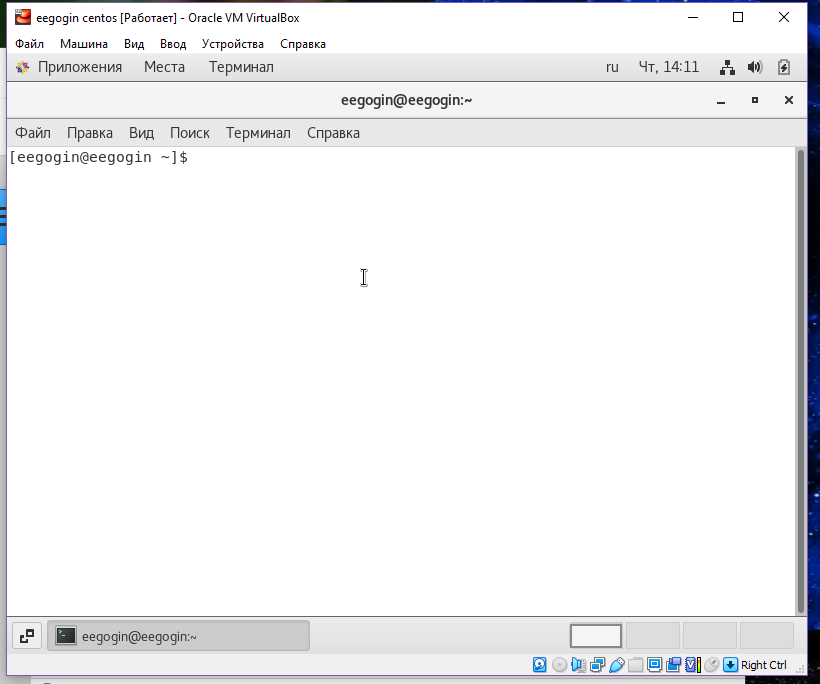 eegogin centos [Работает] - Oracle VM VirtualBox
Файл Машина Вид Ввод Устройства Справка
Приложения Места Терминал ru Чт, 14:11
eegogin@eegogin:~
Файл Правка Вид Поиск Терминал Справка
[eegogin@eegogin ~]$
eegogin@eegogin:~
Right Ctrl